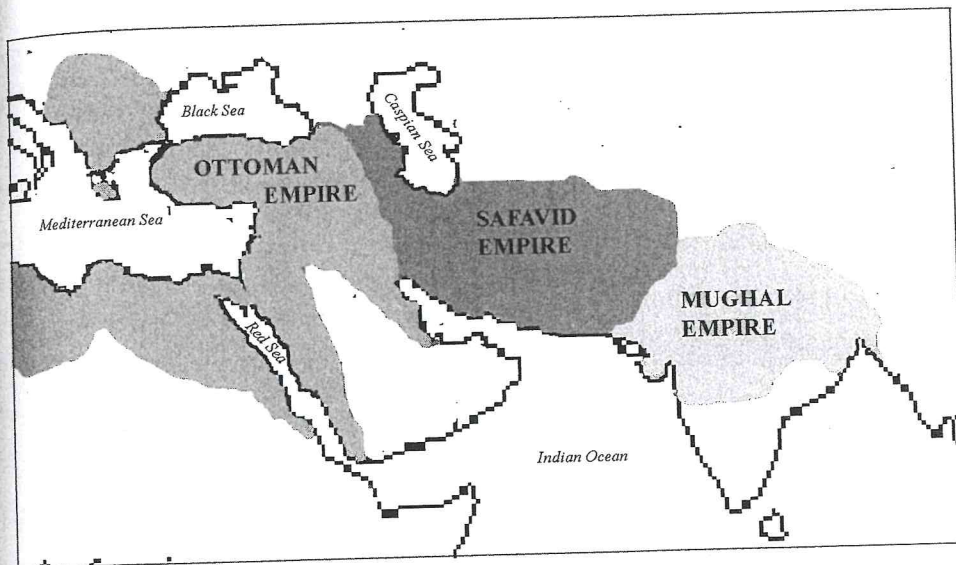 Black Sea
Caspian Sea
OTTOMAN
EMPIRE
Mediterranean Sea
SAFAVID
EMPIRE
MUGHAL
EMPIRE
Red Sea
Indian Ocean